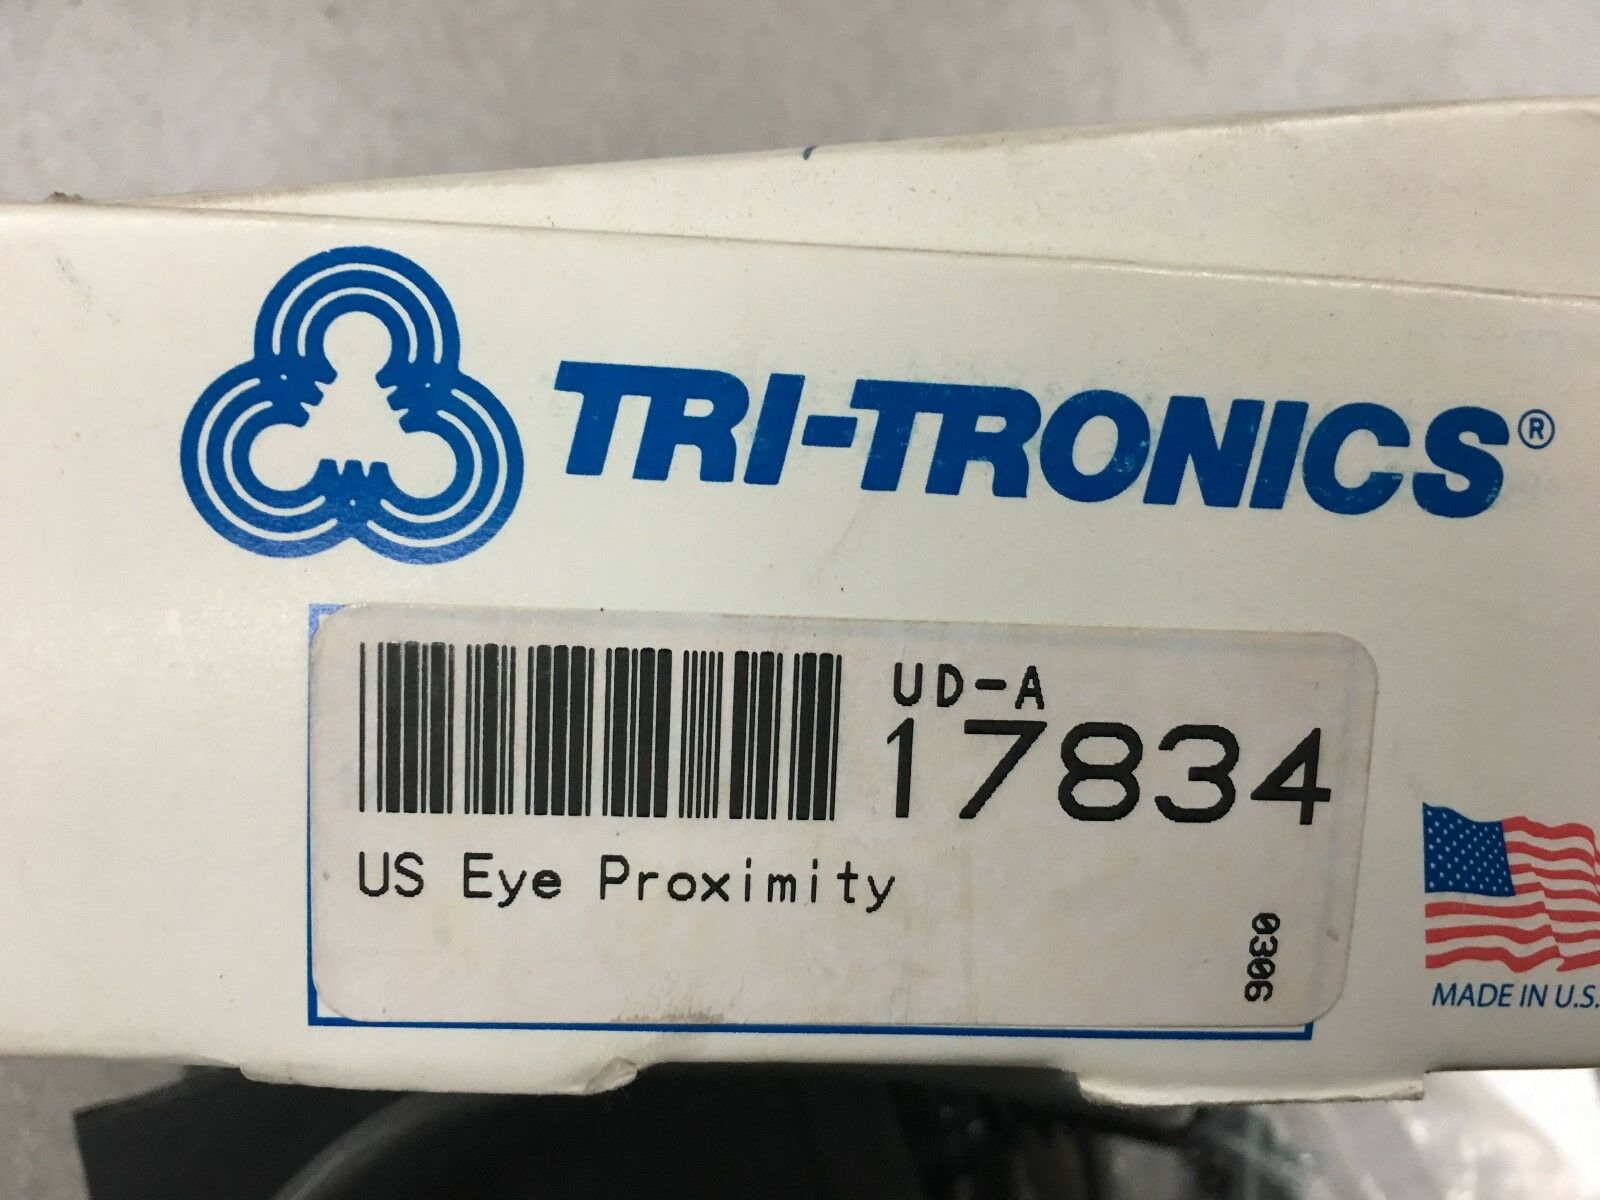 TRI-TRONICS®
UD-A
17834
US Eye Proximity
0306
MADE IN U.S.